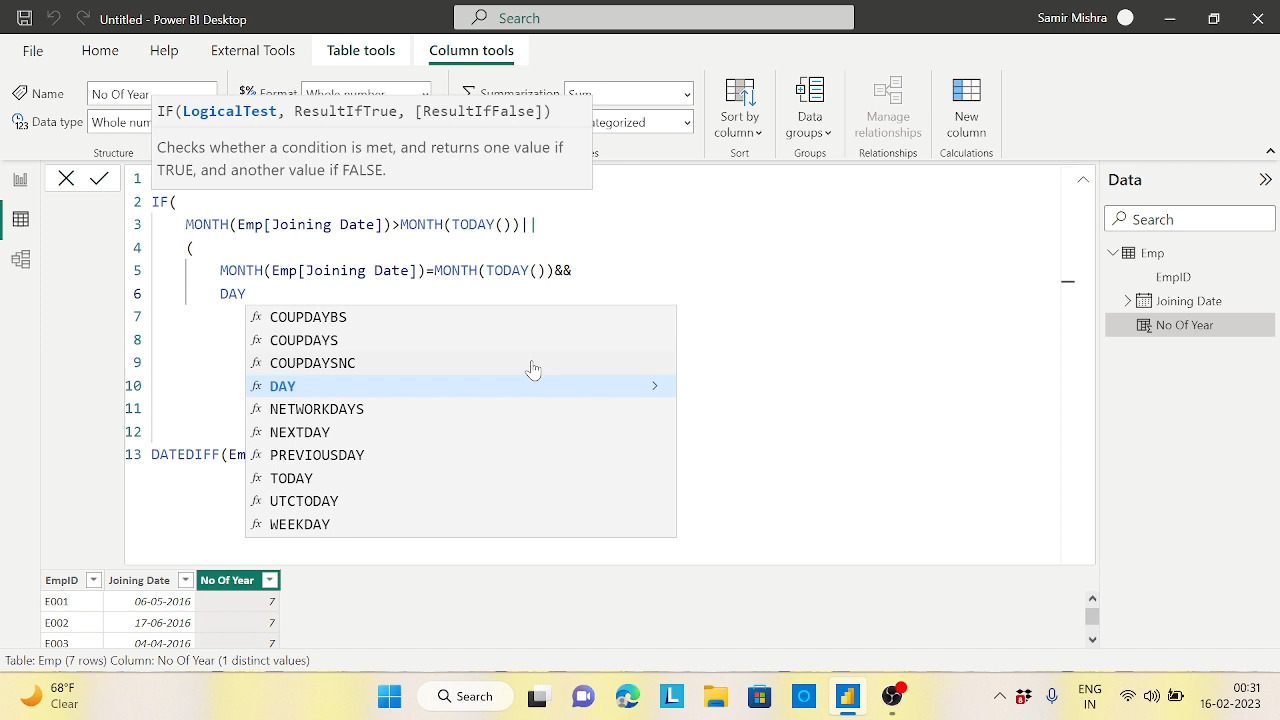 Untitled - Power BI Desktop
Search
Samir Mishra
File
Home
Help
External Tools
Table tools
Column tools
Name
No Of Year
Format
Whole number
Summarization
Sum
Data type
Whole num
IF(LogicalTest, ResultIfTrue, [ResultIfFalse])
Checks whether a condition is met, and returns one value if
TRUE, and another value if FALSE.
Structure
Sort by
column
Sort
Data
groups
Groups
Manage
relationships
Relationships
New
column
Calculations
1
2 IF(
3 MONTH(Emp[Joining Date])>MONTH(TODAY())||
4 (
5 MONTH(Emp[Joining Date])=MONTH(TODAY())&&
6 DAY
7
8
9
10
11
12
13 DATEDIFF(Em
COUPDAYBS
COUPDAYS
COUPDAYSNC
DAY
NETWORKDAYS
NEXTDAY
PREVIOUSDAY
TODAY
UTCTODAY
WEEKDAY
Data
Search
Emp
EmpID
Joining Date
No Of Year
EmpID Joining Date No Of Year
E001 06-05-2016 7
E002 17-06-2016 7
E003 04-04-2016 7
Table: Emp (7 rows) Column: No Of Year (1 distinct values)
68°F
Clear
Search
ENG
IN
00:31
16-02-2023